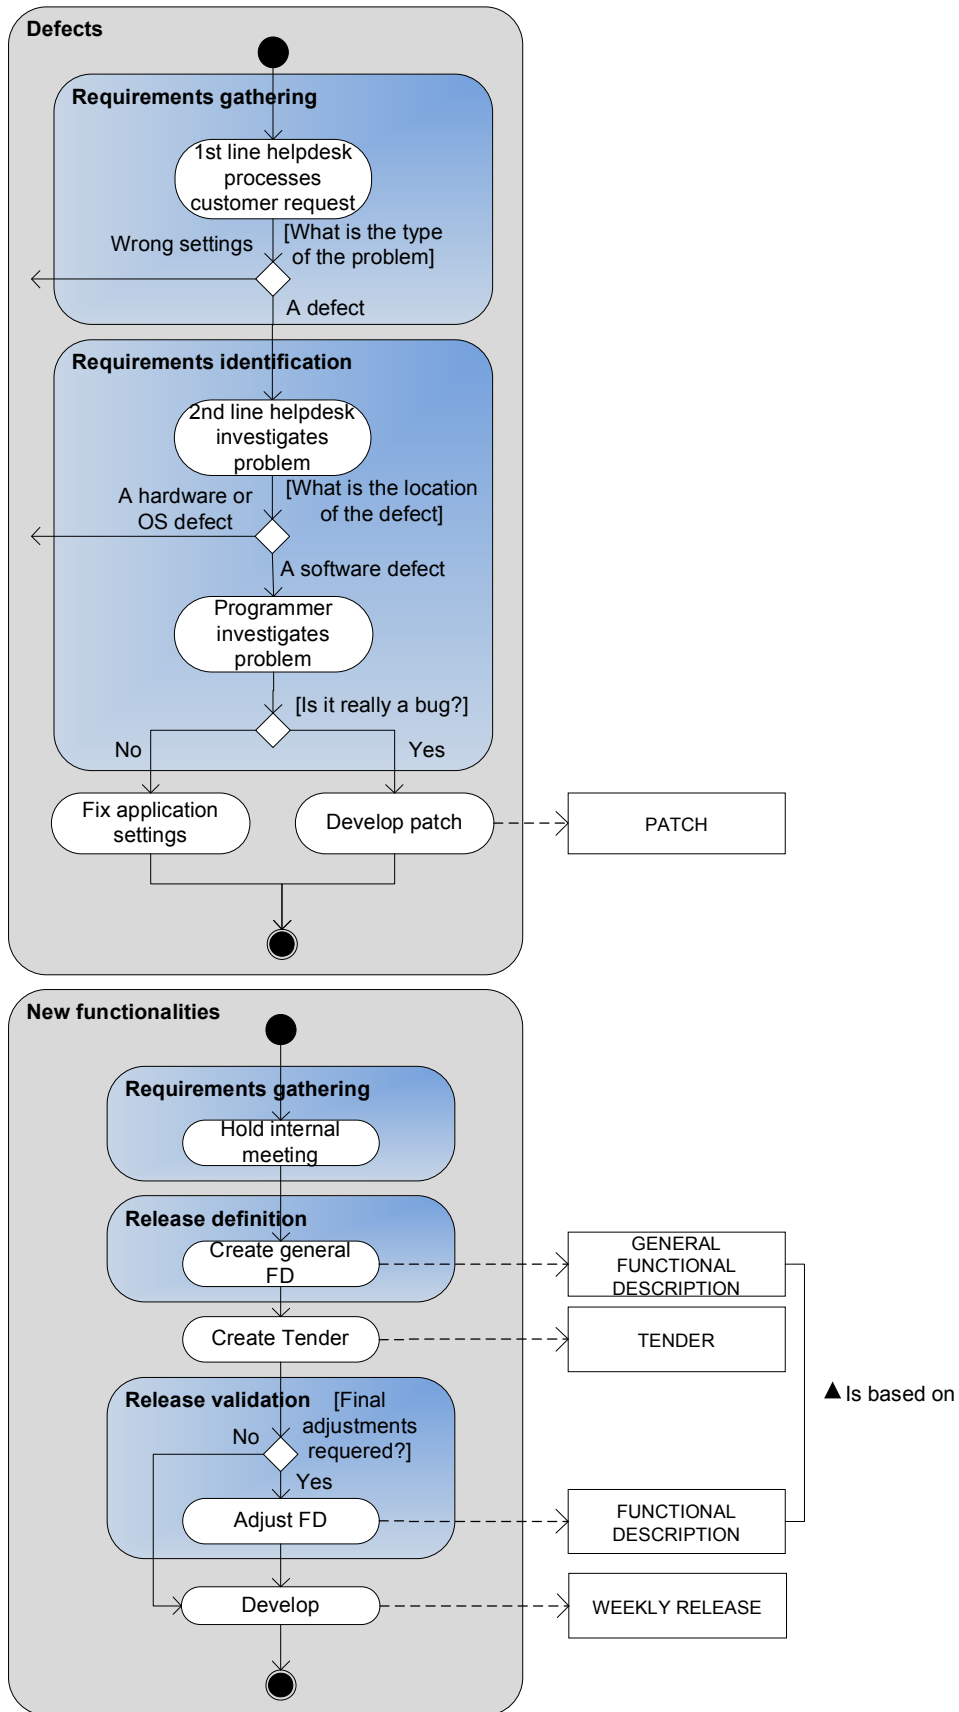 Defects
Requirements gathering
1st line helpdesk
processes
customer request
Wrong settings
[What is the type
of the problem]
A defect
Requirements identification
2nd line helpdesk
investigates
problem
A hardware or
OS defect
[What is the location
of the defect]
A software defect
Programmer
investigates
problem
[Is it really a bug?]
No
Yes
Fix application
settings
Develop patch
PATCH
New functionalities
Requirements gathering
Hold internal
meeting
Release definition
Create general
FD
GENERAL
FUNCTIONAL
DESCRIPTION
Create Tender
TENDER
Is based on
Release validation
[Final
adjustments
requered?]
No
Yes
Adjust FD
FUNCTIONAL
DESCRIPTION
Develop
WEEKLY RELEASE